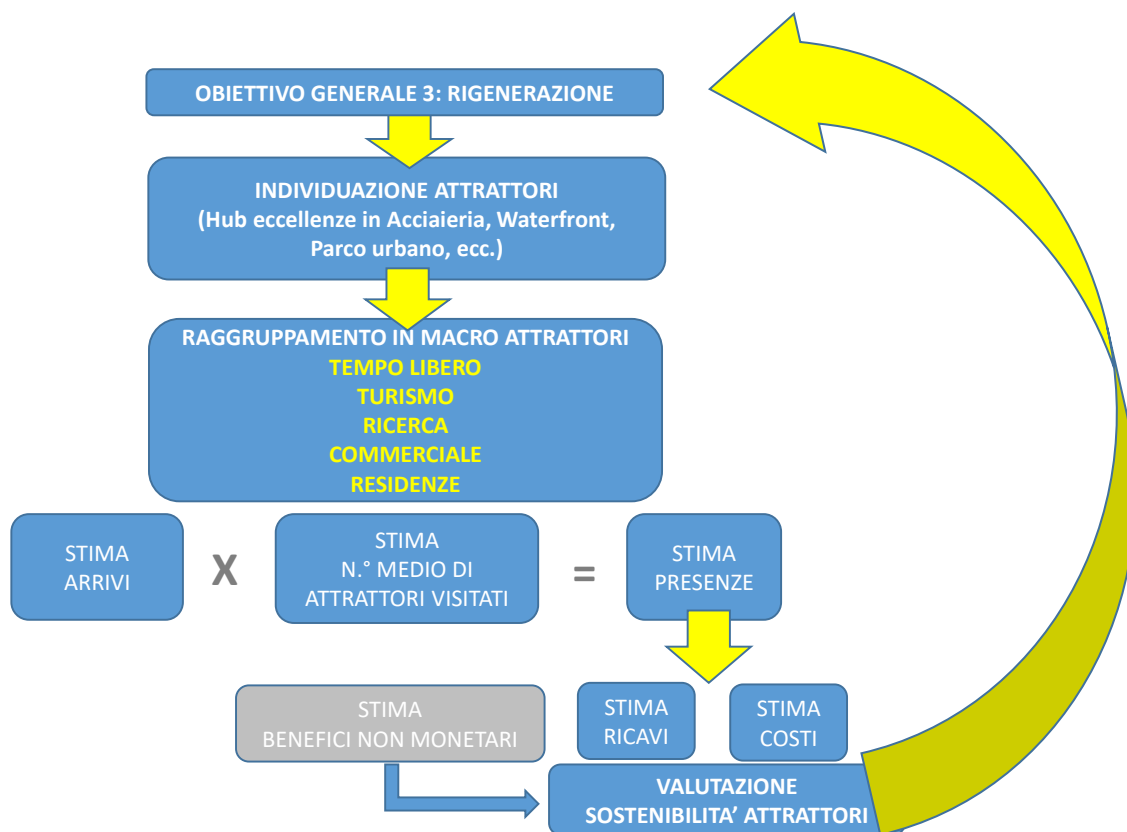 OBIETTIVO GENERALE 3: RIGENERAZIONE
INDIVIDUAZIONE ATTRATTORI
(Hub eccellenze in Acciaieria, Waterfront,
Parco urbano, ecc.)
RAGGRUPPAMENTO IN MACRO ATTRATTORI
TEMPO LIBERO
TURISMO
RICERCA
COMMERCIALE
RESIDENZE
STIMA
ARRIVI
X
STIMA
N.° MEDIO DI
ATTRATTORI VISITATI
=
STIMA
PRESENZE
STIMA
BENEFICI NON MONETARI
STIMA
RICAVI
STIMA
COSTI
VALUTAZIONE
SOSTENIBILITA’ ATTRATTORI